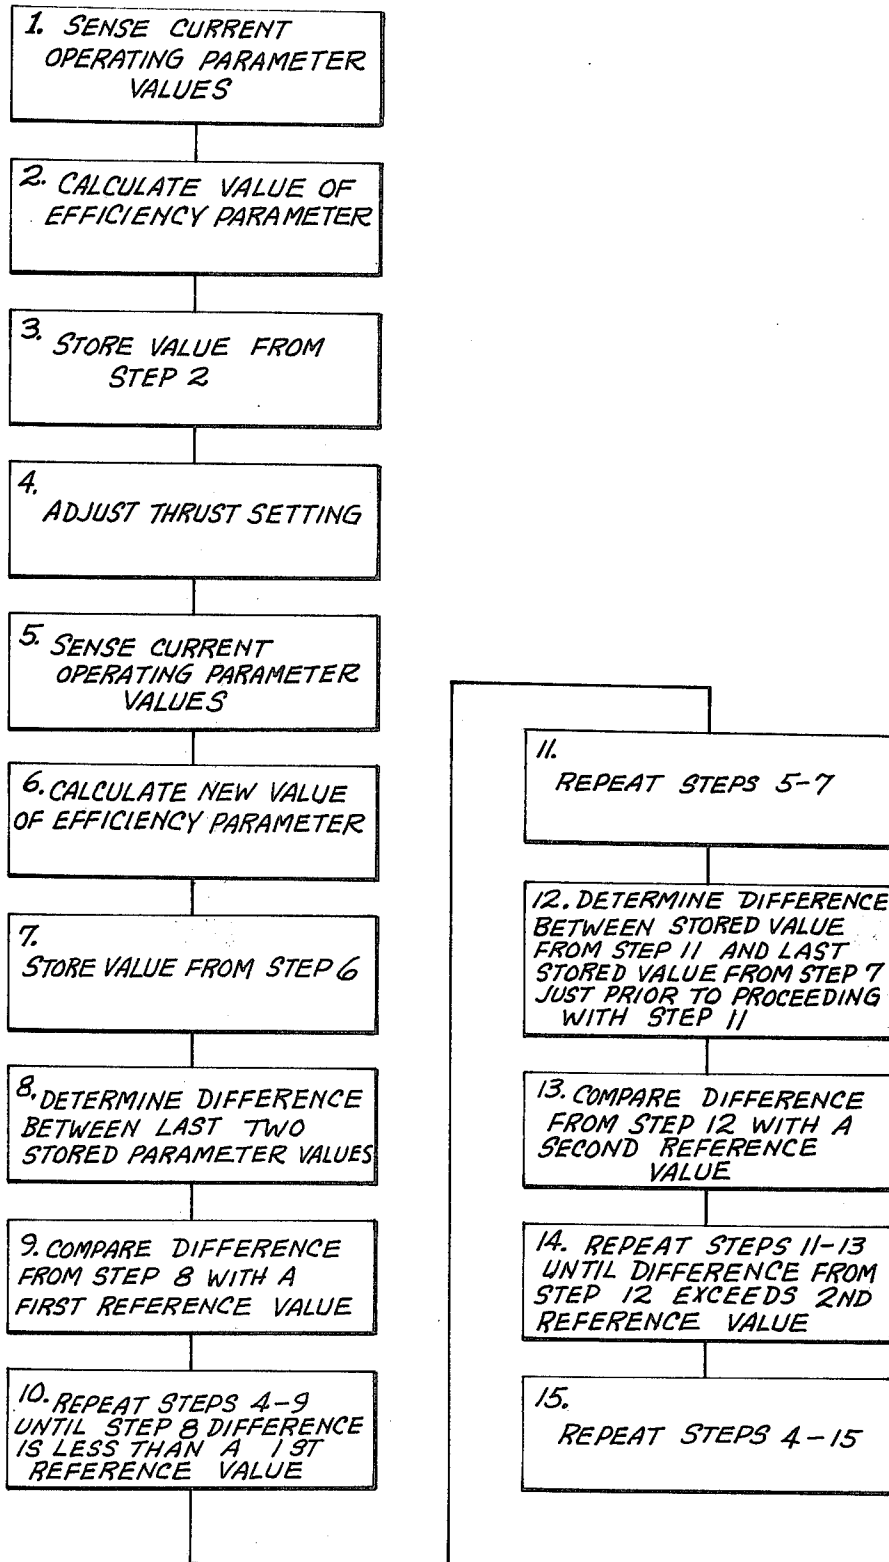 1. SENSE CURRENT
OPERATING PARAMETER
VALUES
2. CALCULATE VALUE OF
EFFICIENCY PARAMETER
3. STORE VALUE FROM
STEP 2
4.
ADJUST THRUST SETTING
5. SENSE CURRENT
OPERATING PARAMETER
VALUES
6. CALCULATE NEW VALUE
OF EFFICIENCY PARAMETER
7.
STORE VALUE FROM STEP 6
8. DETERMINE DIFFERENCE
BETWEEN LAST TWO
STORED PARAMETER VALUES
9. COMPARE DIFFERENCE
FROM STEP 8 WITH A
FIRST REFERENCE VALUE
10. REPEAT STEPS 4-9
UNTIL STEP 8 DIFFERENCE
IS LESS THAN A 1ST
REFERENCE VALUE
11.
REPEAT STEPS 5-7
12. DETERMINE DIFFERENCE
BETWEEN STORED VALUE
FROM STEP 11 AND LAST
STORED VALUE FROM STEP 7
JUST PRIOR TO PROCEEDING
WITH STEP 11
13. COMPARE DIFFERENCE
FROM STEP 12 WITH A
SECOND REFERENCE
VALUE
14. REPEAT STEPS 11-13
UNTIL DIFFERENCE FROM
STEP 12 EXCEEDS 2ND
REFERENCE VALUE
15.
REPEAT STEPS 4-15